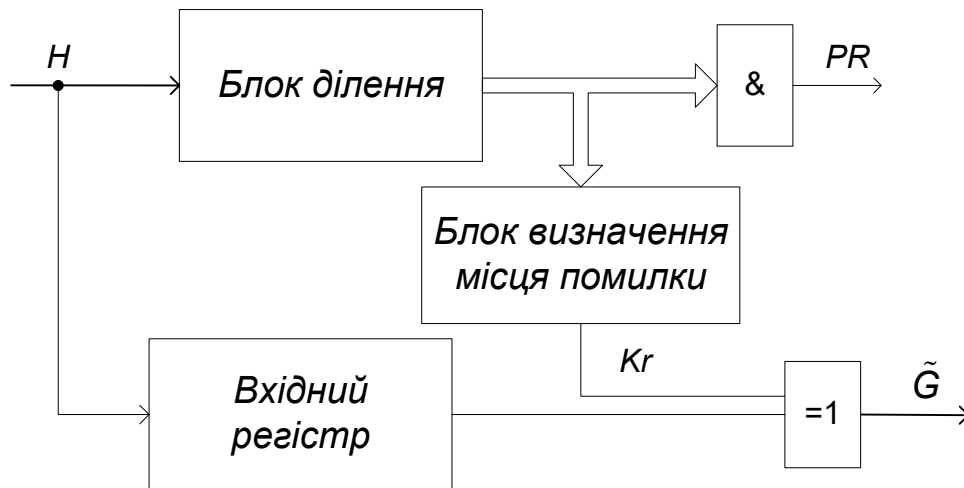 H
Блок ділення
&
PR
Блок визначення
місця помилки
Kr
Вхідний
регістр
=1
G̃